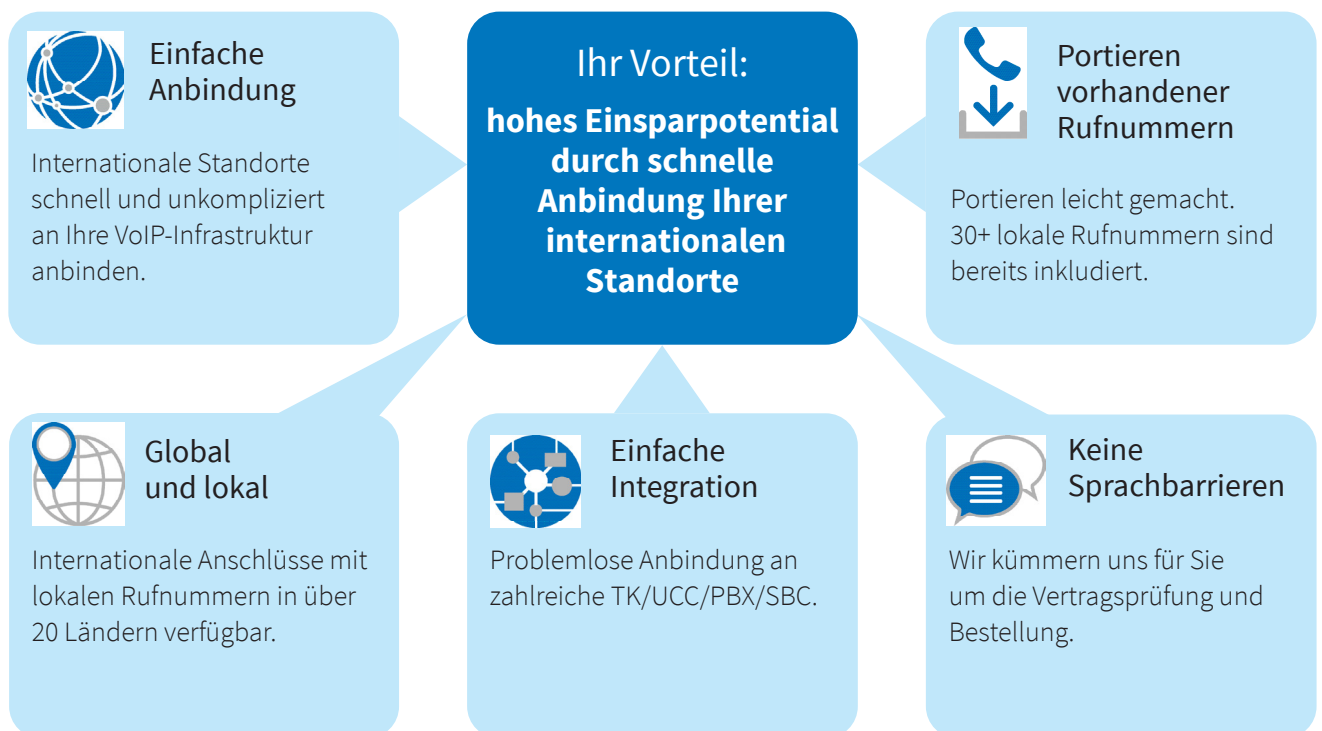 Einfache
Anbindung
Internationale Standorte
schnell und unkompliziert
an Ihre VoIP-Infrastruktur
anbinden.
Ihr Vorteil:
hohes Einsparpotential
durch schnelle
Anbindung Ihrer
internationalen
Standorte
Portieren
vorhandener
Rufnummern
Portieren leicht gemacht.
30+ lokale Rufnummern sind
bereits inkludiert.
Global
und lokal
Internationale Anschlüsse mit
lokalen Rufnummern in über
20 Ländern verfügbar.
Einfache
Integration
Problemlose Anbindung an
zahlreiche TK/UCC/PBX/SBC.
Keine
Sprachbarrieren
Wir kümmern uns für Sie
um die Vertragsprüfung und
Bestellung.